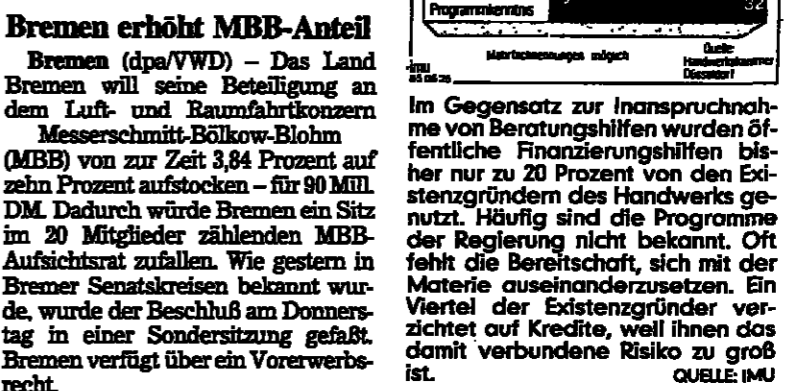 Bremen erhöht MBB-Anteil
Bremen (dpa/VWD) – Das Land
Bremen will seine Beteiligung an
dem Luft- und Raumfahrtkonzern
Messerschmitt-Bölkow-Blohm
(MBB) von zur Zeit 3,84 Prozent auf
zehn Prozent aufstocken – für 90 Mill.
DM. Dadurch würde Bremen ein Sitz
im 20 Mitglieder zählenden MBB-
Aufsichtsrat zufallen. Wie gestern in
Bremer Senatskreisen bekannt wur-
de, wurde der Beschluß am Donners-
tag in einer Sondersitzung gefaßt.
Bremen verfügt über ein Vorerwerbs-
recht.
Programmkenntnis
32
Mehrfachnennungen möglich
Quelle:
Handwerkskammer
Düsseldorf
imu
85 06 25
Im Gegensatz zur Inanspruchnah-
me von Beratungshilfen wurden öf-
fentliche Finanzierungshilfen bis-
her nur zu 20 Prozent von den Exi-
stenzgründern des Handwerks ge-
nutzt. Häufig sind die Programme
der Regierung nicht bekannt. Oft
fehlt die Bereitschaft, sich mit der
Materie auseinanderzusetzen. Ein
Viertel der Existenzgründer ver-
zichtet auf Kredite, weil ihnen das
damit verbundene Risiko zu groß
ist. QUELLE: IMU